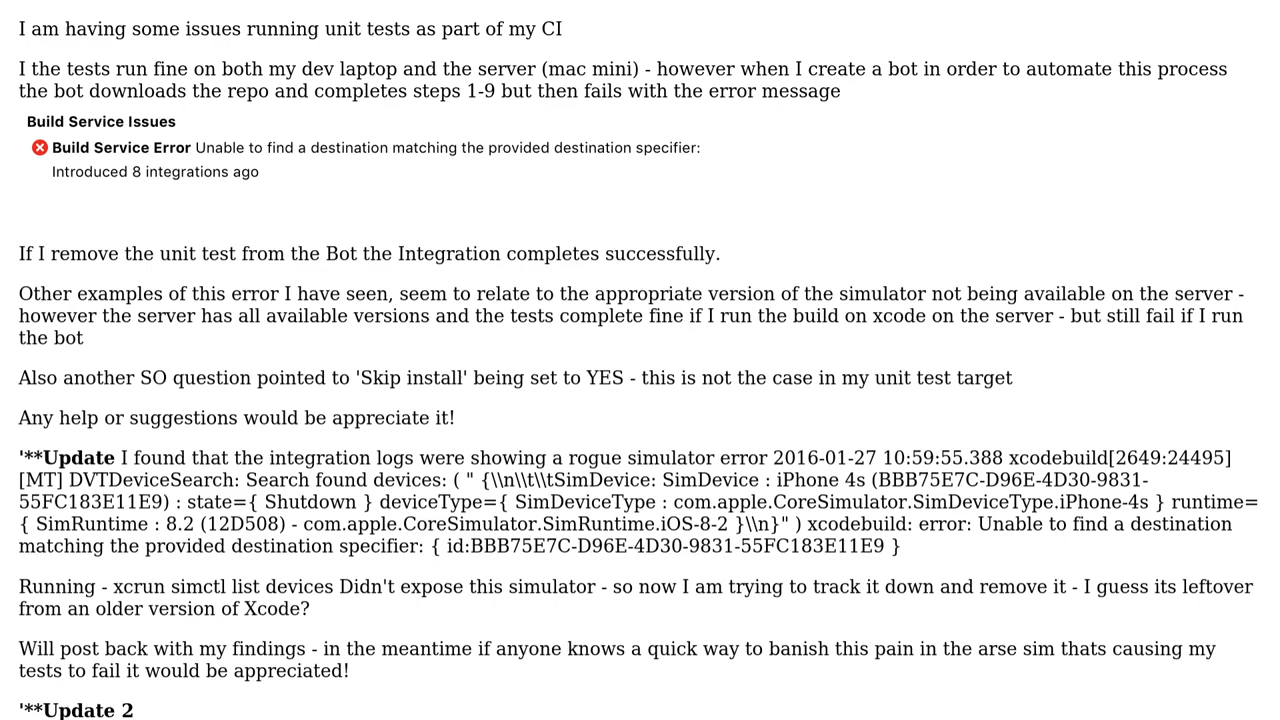 I am having some issues running unit tests as part of my CI
I the tests run fine on both my dev laptop and the server (mac mini) - however when I create a bot in order to automate this process
the bot downloads the repo and completes steps 1-9 but then fails with the error message
Build Service Issues
Build Service Error Unable to find a destination matching the provided destination specifier:
Introduced 8 integrations ago
If I remove the unit test from the Bot the Integration completes successfully.
Other examples of this error I have seen, seem to relate to the appropriate version of the simulator not being available on the server -
however the server has all available versions and the tests complete fine if I run the build on xcode on the server - but still fail if I run
the bot
Also another SO question pointed to 'Skip install' being set to YES - this is not the case in my unit test target
Any help or suggestions would be appreciate it!
'**Update I found that the integration logs were showing a rogue simulator error 2016-01-27 10:59:55.388 xcodebuild[2649:24495]
[MT] DVTDeviceSearch: Search found devices: ( " {\\n\\t\\tSimDevice: SimDevice : iPhone 4s (BBB75E7C-D96E-4D30-9831-
55FC183E11E9) : state={ Shutdown } deviceType={ SimDeviceType : com.apple.CoreSimulator.SimDeviceType.iPhone-4s } runtime=
{ SimRuntime : 8.2 (12D508) - com.apple.CoreSimulator.SimRuntime.iOS-8-2 }\\n}" ) xcodebuild: error: Unable to find a destination
matching the provided destination specifier: { id:BBB75E7C-D96E-4D30-9831-55FC183E11E9 }
Running - xcrun simctl list devices Didn't expose this simulator - so now I am trying to track it down and remove it - I guess its leftover
from an older version of Xcode?
Will post back with my findings - in the meantime if anyone knows a quick way to banish this pain in the arse sim thats causing my
tests to fail it would be appreciated!
'**Update 2